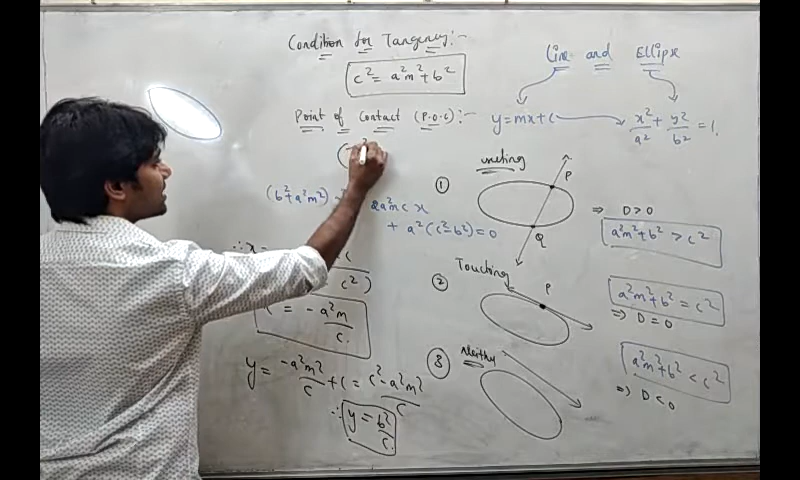 Condition for Tangency :-
c² = a²m² + b²
Point of Contact (P.O.C) :-
(b² + a²m²)
2a²mc x
+ a² (c² - b²) = 0
∴ x =
c²)
= - a²m / c
y = -a²m² / c + c = c² - a²m² / c
∴ y = b² / c
Line and Ellipse
y = mx + c
x²/a² + y²/b² = 1.
①
P
Q
⇒ D > 0
a²m² + b² > c²
② Touching
P
a²m² + b² = c²
⇒ D = 0
③
a²m² + b² < c²
⇒ D < 0